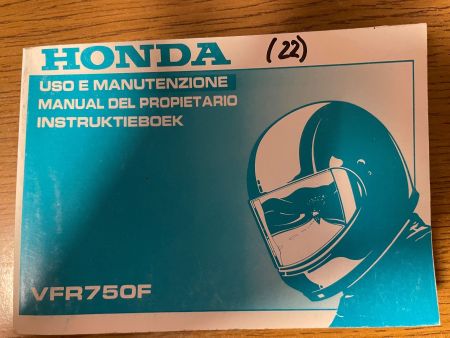 HONDA (22)
USO E MANUTENZIONE
MANUAL DEL PROPIETARIO
INSTRUKTIEBOEK
VFR750F